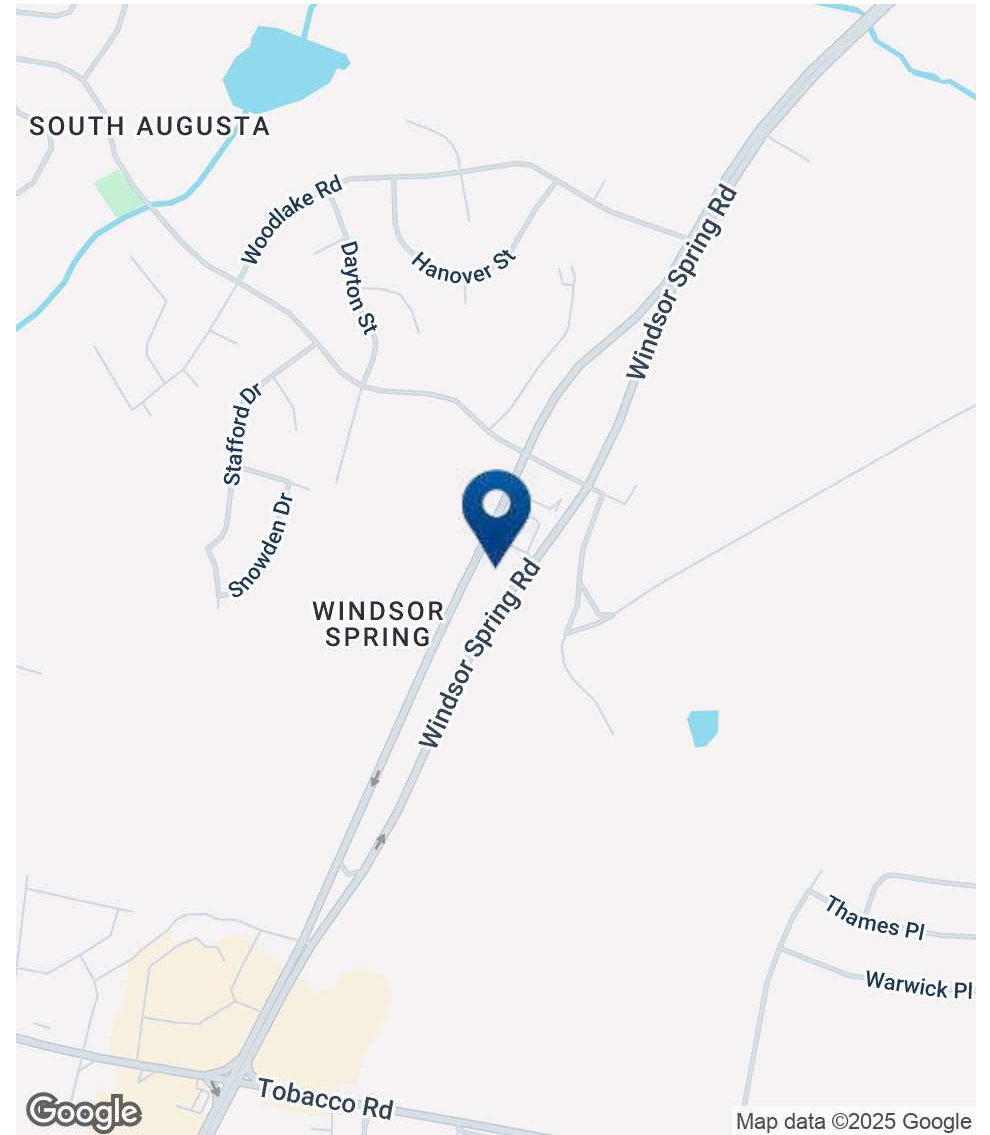 SOUTH AUGUSTA
Woodlake Rd
Windsor Spring Rd
Hanover St
Dayton St
Stafford Dr
Snowden Dr
Windsor Spring Rd
WINDSOR
SPRING
Thames Pl
Warwick Pl
Tobacco Rd
Google
Map data ©2025 Google